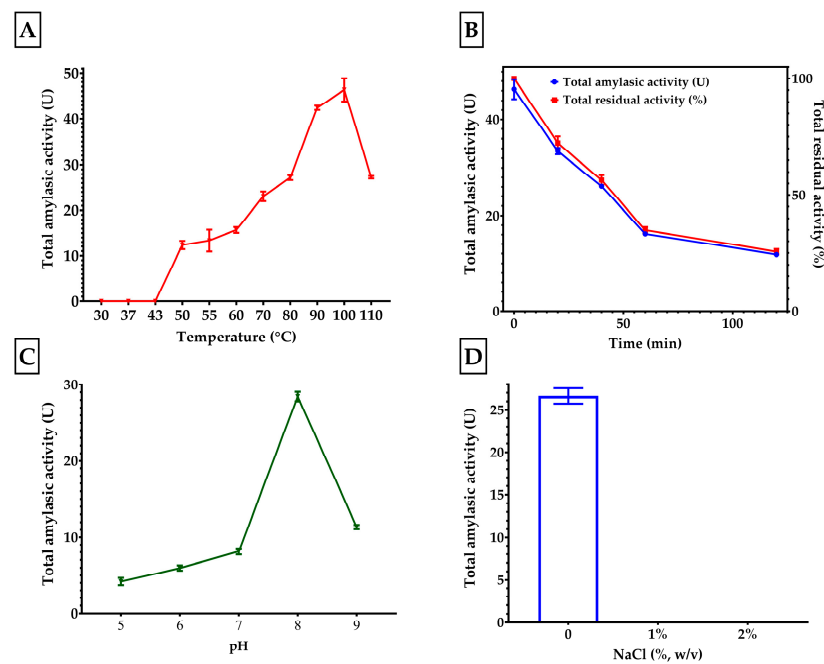 A
Total amylasic activity (U)
50
40
30
20
10
0
30 37 43 50 55 60 70 80 90 100 110
Temperature (°C)
B
Total amylasic activity (U)
Total residual activity (%)
Total amylasic activity (U)
40
20
0
100
50
0
Total residual activity (%)
0 50 100
Time (min)
C
Total amylasic activity (U)
30
20
10
0
5 6 7 8 9
pH
D
Total amylasic activity (U)
25
20
15
10
5
0
0 1% 2%
NaCl (%, w/v)